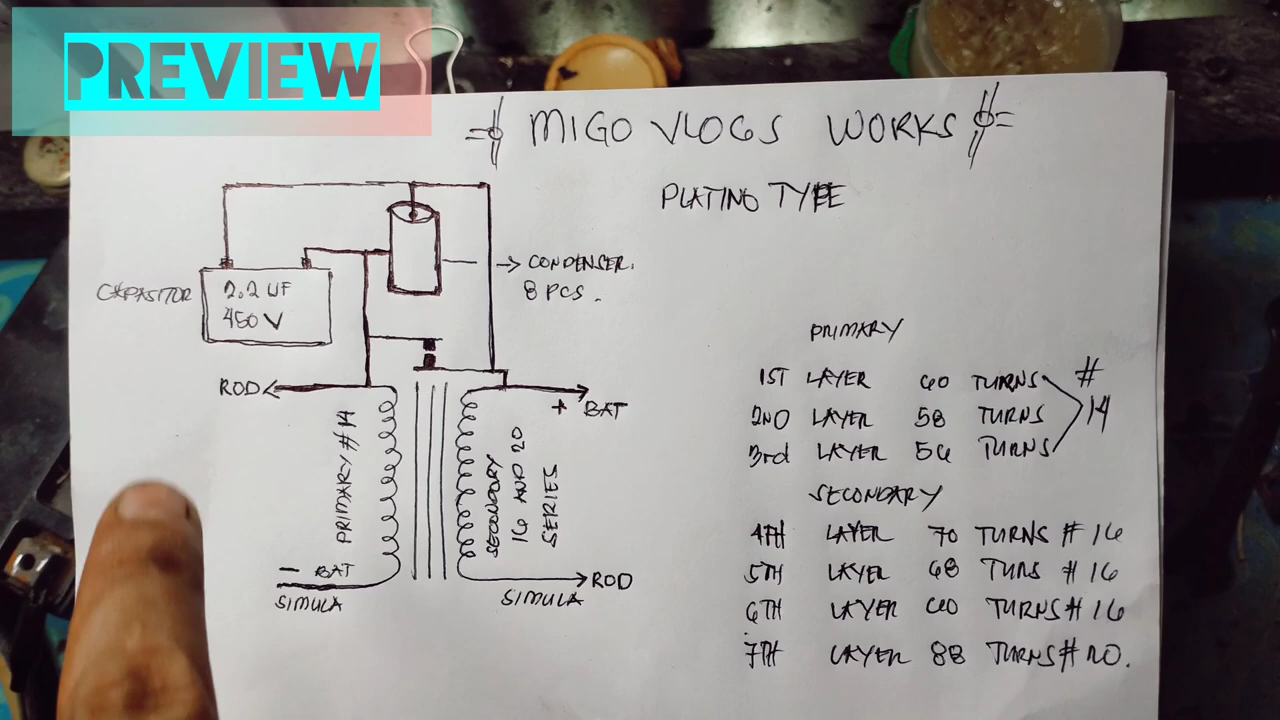 PREVIEW
MIGO VLOGS WORKS
PLATINO TYPE
CAPASITOR
2.2 UF
450 V
CONDENSER.
8 PCS.
ROD
+ BAT
PRIMARY # 14
SECONDARY
16 AND 20
SERIES
- BAT
SIMULA
SIMULA
ROD
PRIMARY
1ST LAYER 60 TURNS #
2ND LAYER 58 TURNS 14
3rd LAYER 56 TURNS
SECONDARY
4TH LAYER 70 TURNS # 16
5TH LAYER 68 TURNS # 16
6TH LAYER 60 TURNS # 16
7TH LAYER 88 TURNS # 20.